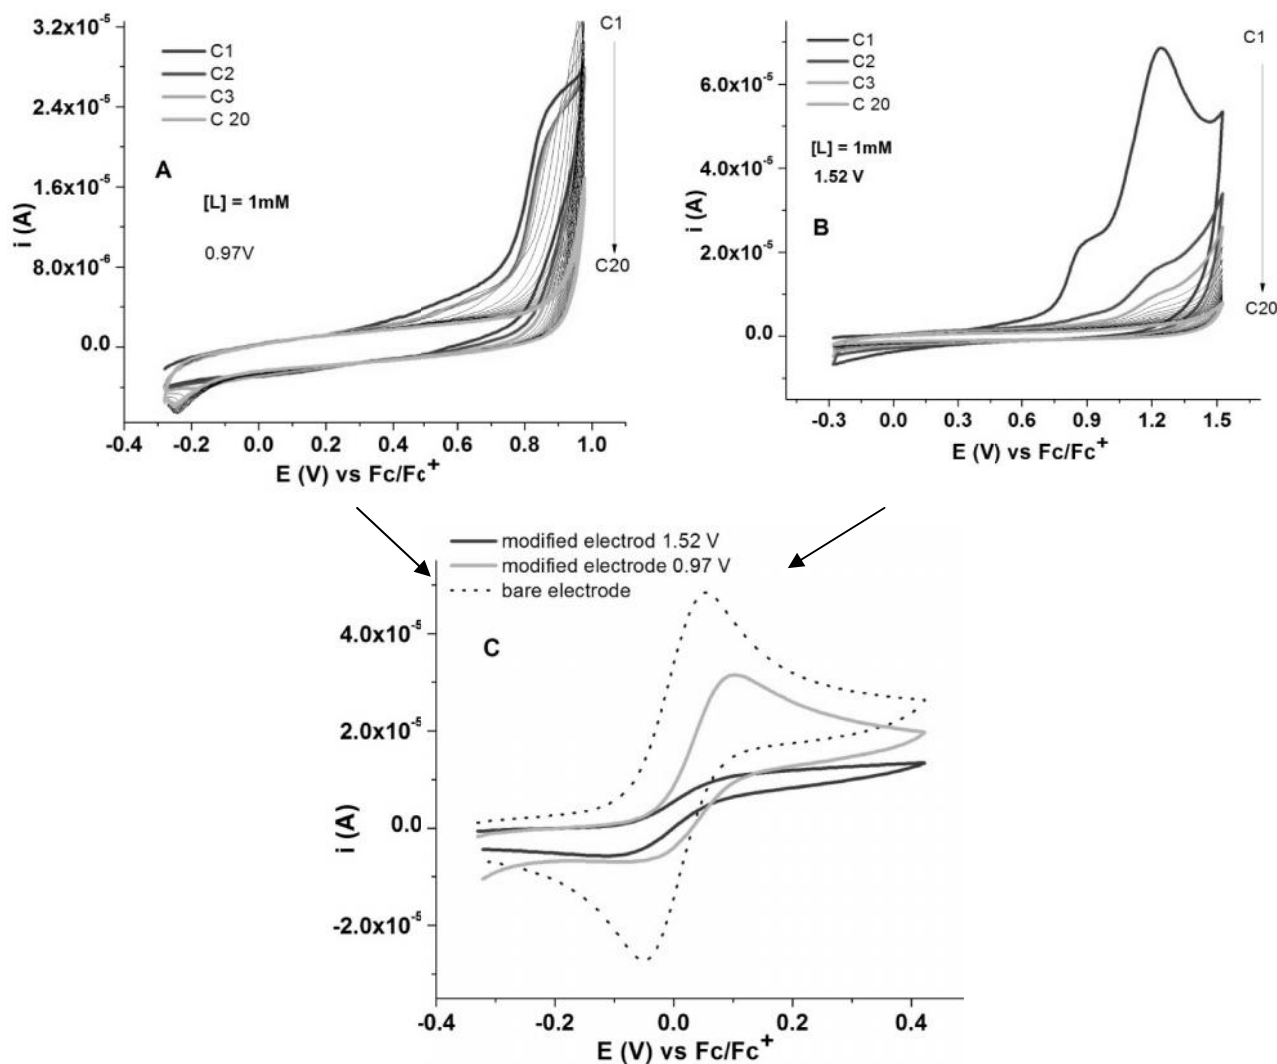 3.2x10⁻⁵
2.4x10⁻⁵
1.6x10⁻⁵
8.0x10⁻⁶
0.0
i (A)
C1
C2
C3
C 20
A
[L] = 1mM
0.97V
C1
C20
-0.4 -0.2 0.0 0.2 0.4 0.6 0.8 1.0
E (V) vs Fc/Fc⁺
6.0x10⁻⁵
4.0x10⁻⁵
2.0x10⁻⁵
0.0
i (A)
C1
C2
C3
C 20
[L] = 1mM
1.52 V
B
C1
C20
-0.3 0.0 0.3 0.6 0.9 1.2 1.5
E (V) vs Fc/Fc⁺
modified electrod 1.52 V
modified electrode 0.97 V
bare electrode
4.0x10⁻⁵
2.0x10⁻⁵
0.0
-2.0x10⁻⁵
i (A)
C
-0.4 -0.2 0.0 0.2 0.4
E (V) vs Fc/Fc⁺